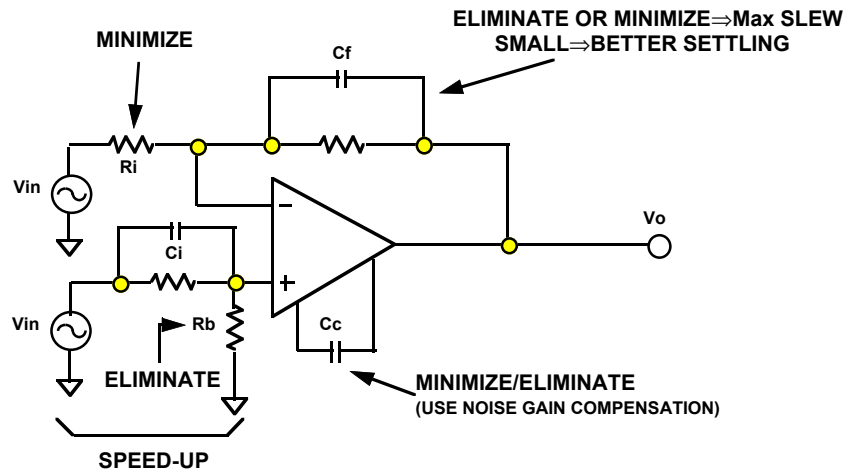 ELIMINATE OR MINIMIZE⇒Max SLEW
SMALL⇒BETTER SETTLING
MINIMIZE
Cf
Ri
Vin
−
Vo
Ci
+
Vin
Rb
Cc
ELIMINATE
MINIMIZE/ELIMINATE
(USE NOISE GAIN COMPENSATION)
SPEED-UP